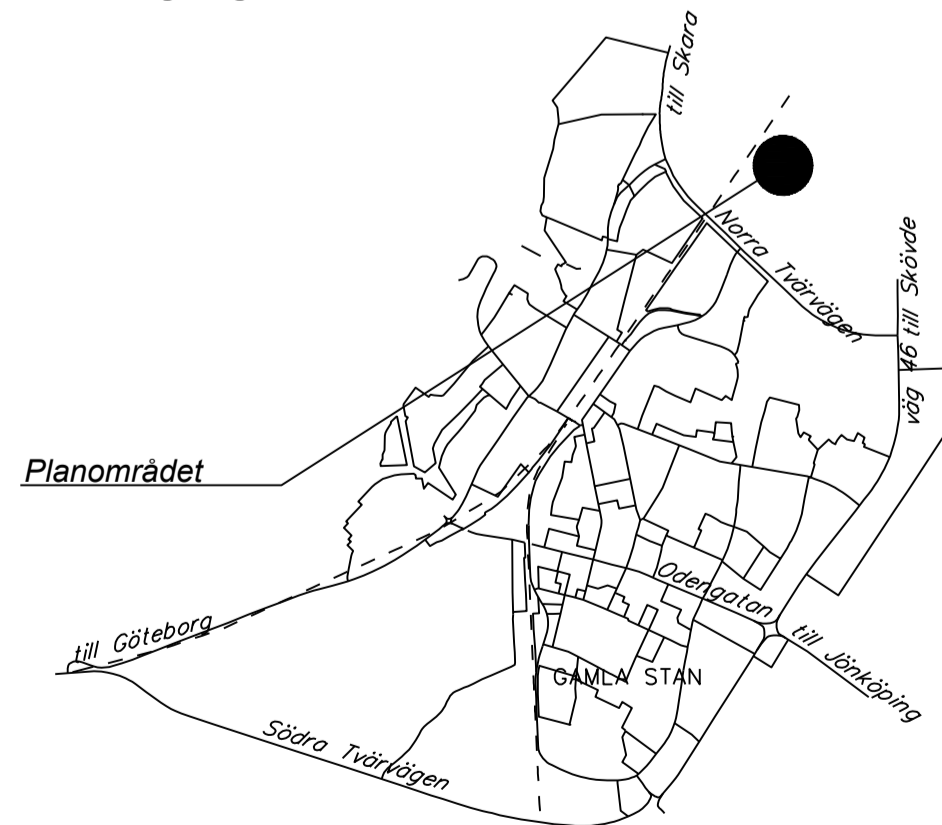 till Skara
Norra Tvärvägen
väg 46 till Skövde
Planområdet
Odengatan
till Göteborg
till Jönköping
GAMLA STAN
Södra Tvärvägen